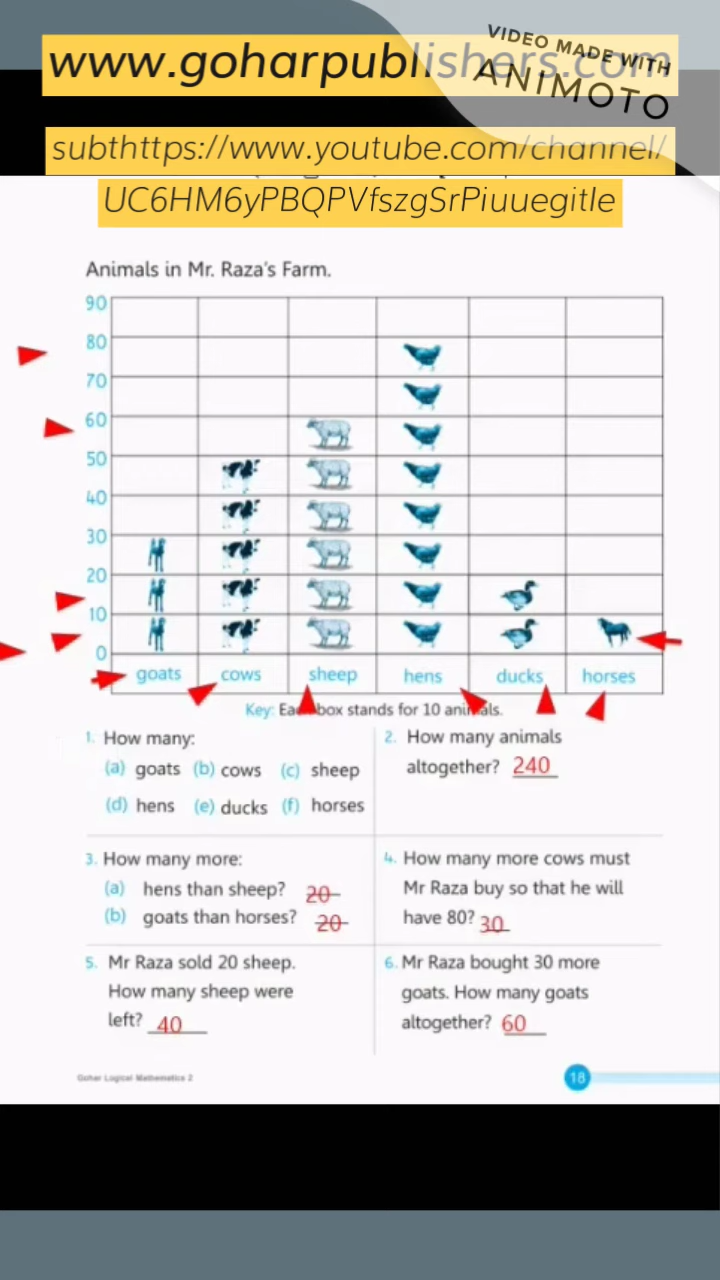 www.goharpublishers.com
VIDEO MADE WITH
ANIMOTO
subthttps://www.youtube.com/channel/
UC6HM6yPBQPVfszgSrPiuuegitle
Animals in Mr. Raza's Farm.
90
80
70
60
50
40
30
20
10
0
goats cows sheep hens ducks horses
Key: box stands for 10
1. How many:
(a) goats (b) cows (c) sheep
(d) hens (e) ducks (f) horses
2. How many animals
altogether? 240
3. How many more:
(a) hens than sheep? 20
(b) goats than horses? 20
4. How many more cows must
Mr Raza buy so that he will
have 80? 30
5. Mr Raza sold 20 sheep.
How many sheep were
left? 40
6. Mr Raza bought 30 more
goats. How many goats
altogether? 60
Gohar Logical Mathematics 2
18